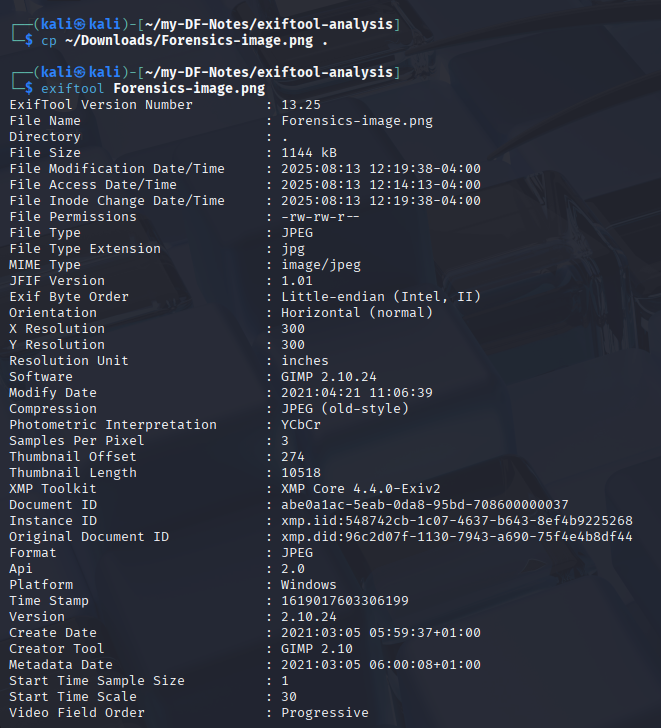 ┌──(kali㉿kali)-[~/my-DF-Notes/exiftool-analysis]
└─$ cp ~/Downloads/Forensics-image.png .
┌──(kali㉿kali)-[~/my-DF-Notes/exiftool-analysis]
└─$ exiftool Forensics-image.png
ExifTool Version Number : 13.25
File Name : Forensics-image.png
Directory : .
File Size : 1144 kB
File Modification Date/Time : 2025:08:13 12:19:38-04:00
File Access Date/Time : 2025:08:13 12:14:13-04:00
File Inode Change Date/Time : 2025:08:13 12:19:38-04:00
File Permissions : -rw-rw-r--
File Type : JPEG
File Type Extension : jpg
MIME Type : image/jpeg
JFIF Version : 1.01
Exif Byte Order : Little-endian (Intel, II)
Orientation : Horizontal (normal)
X Resolution : 300
Y Resolution : 300
Resolution Unit : inches
Software : GIMP 2.10.24
Modify Date : 2021:04:21 11:06:39
Compression : JPEG (old-style)
Photometric Interpretation : YCbCr
Samples Per Pixel : 3
Thumbnail Offset : 274
Thumbnail Length : 10518
XMP Toolkit : XMP Core 4.4.0-Exiv2
Document ID : abe0a1ac-5eab-0da8-95bd-708600000037
Instance ID : xmp.iid:548742cb-1c07-4637-b643-8ef4b9225268
Original Document ID : xmp.did:96c2d07f-1130-7943-a690-75f4e4b8df44
Format : JPEG
Api : 2.0
Platform : Windows
Time Stamp : 1619017603306199
Version : 2.10.24
Create Date : 2021:03:05 05:59:37+01:00
Creator Tool : GIMP 2.10
Metadata Date : 2021:03:05 06:00:08+01:00
Start Time Sample Size : 1
Start Time Scale : 30
Video Field Order : Progressive